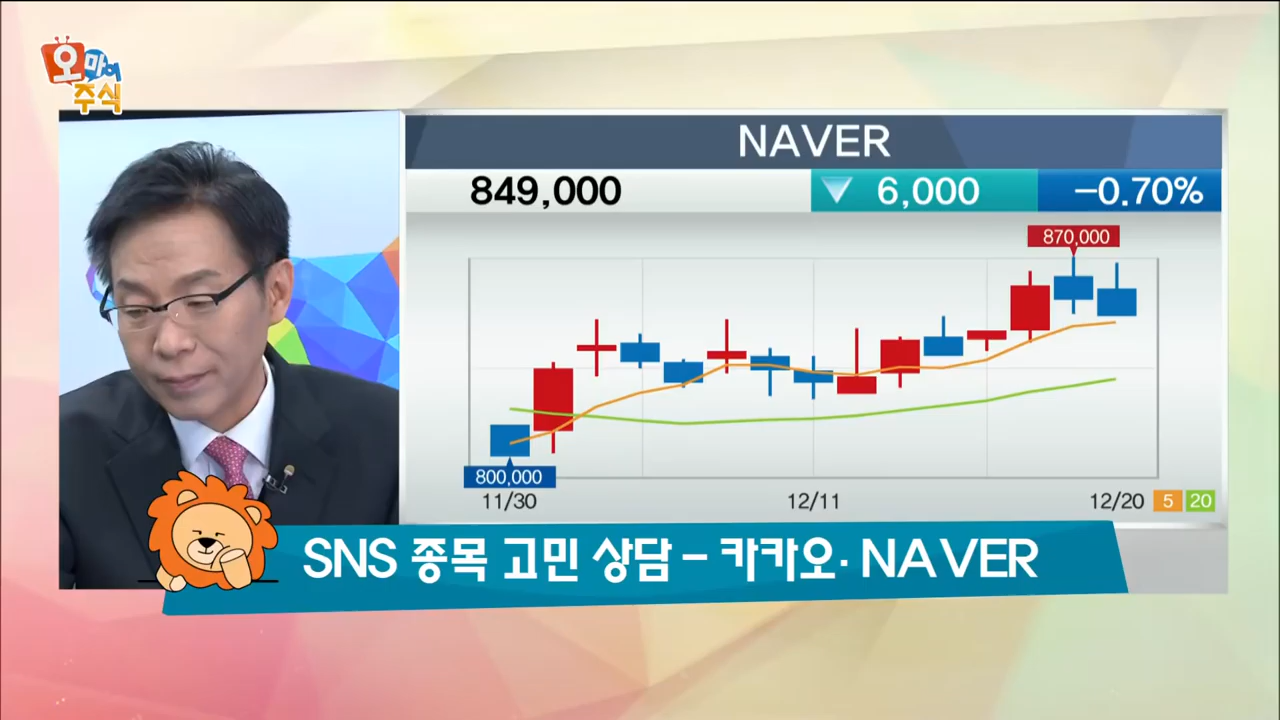 오마이
주식
NAVER
849,000 ▼ 6,000 -0.70%
870,000
800,000
11/30 12/11 12/20 5 20
SNS 종목 고민 상담 - 카카오· NAVER